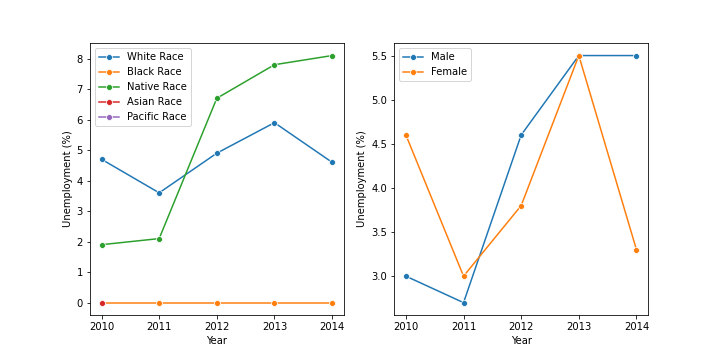 White Race
Black Race
Native Race
Asian Race
Pacific Race
8
7
6
5
4
3
2
1
0
Unemployment (%)
2010 2011 2012 2013 2014
Year
Male
Female
5.5
5.0
4.5
4.0
3.5
3.0
Unemployment (%)
2010 2011 2012 2013 2014
Year